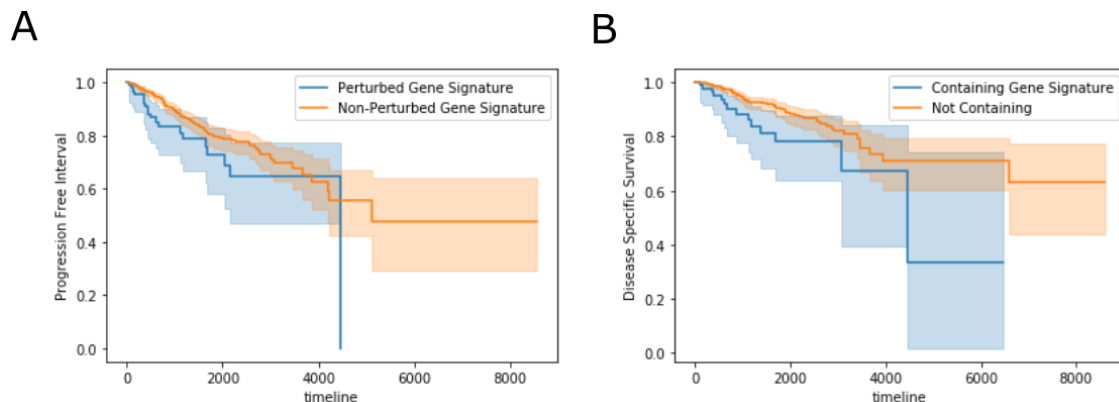 A
Perturbed Gene Signature
Non-Perturbed Gene Signature
Progression Free Interval
1.0
0.8
0.6
0.4
0.2
0.0
0
2000
4000
6000
8000
timeline
B
Containing Gene Signature
Not Containing
Disease Specific Survival
1.0
0.8
0.6
0.4
0.2
0.0
0
2000
4000
6000
8000
timeline